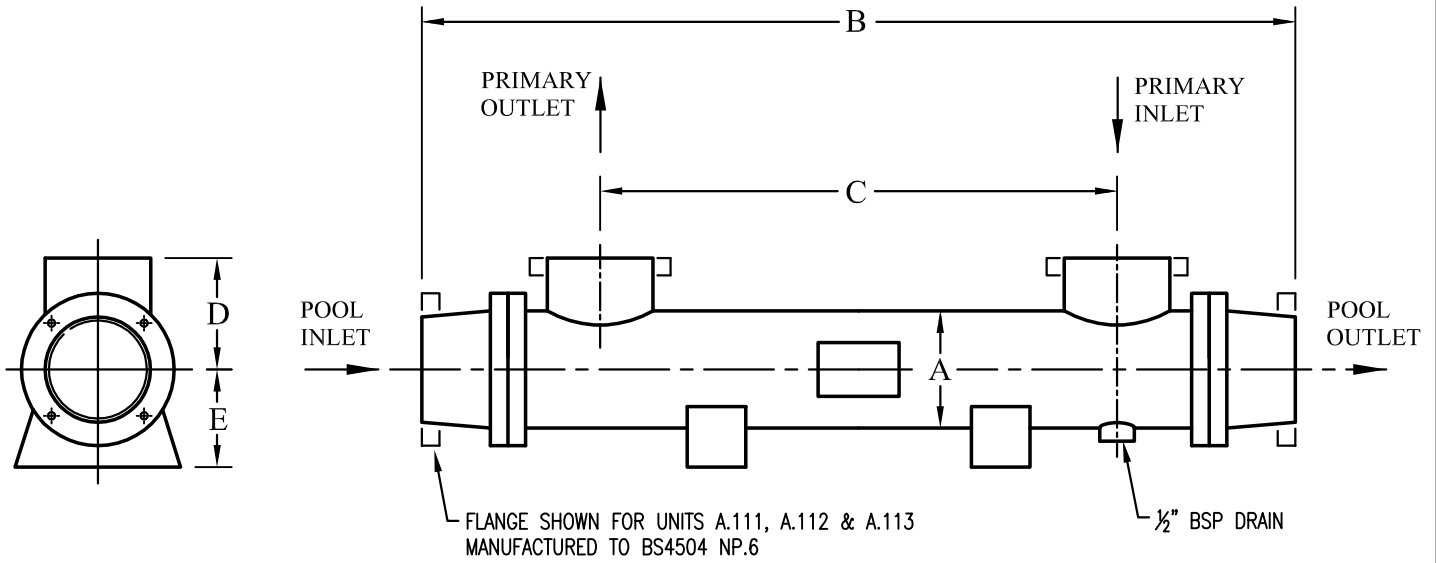 B
PRIMARY
OUTLET
PRIMARY
INLET
C
D
E
POOL
INLET
A
POOL
OUTLET
FLANGE SHOWN FOR UNITS A.111, A.112 & A.113
MANUFACTURED TO BS4504 NP.6
½" BSP DRAIN